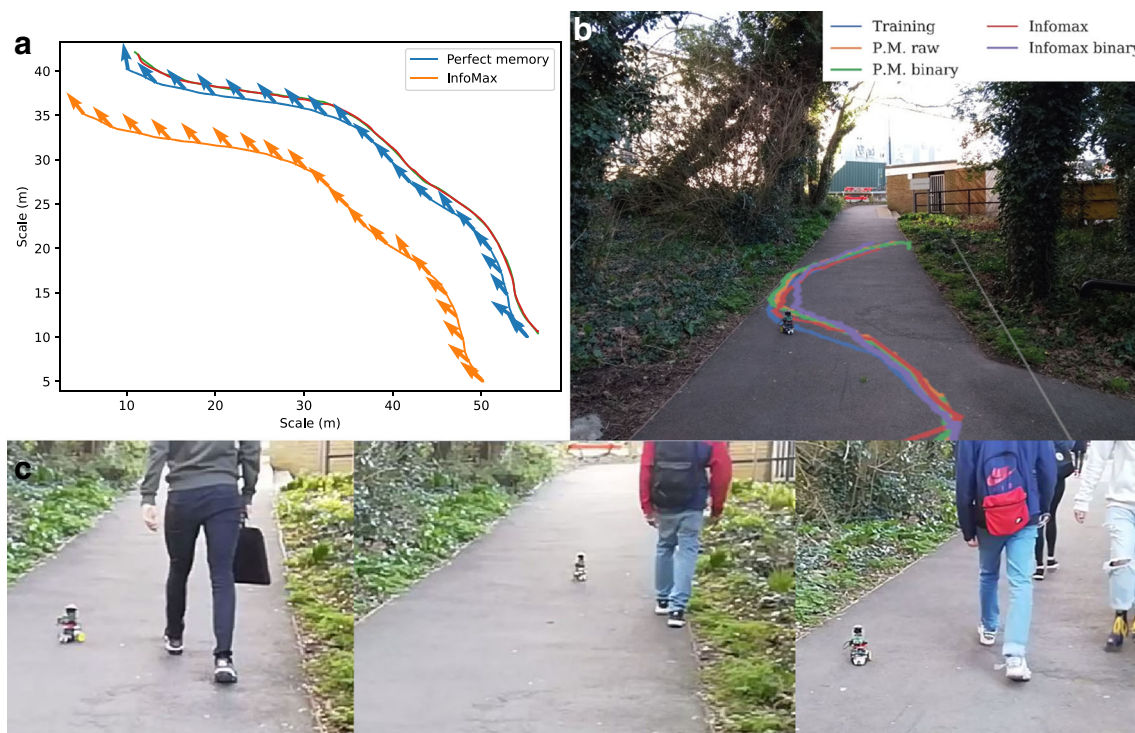 a
Perfect memory
InfoMax
40
35
30
25
20
15
10
5
Scale (m)
10
20
30
40
50
Scale (m)
b
Training
P.M. raw
P.M. binary
Infomax
Infomax binary
c